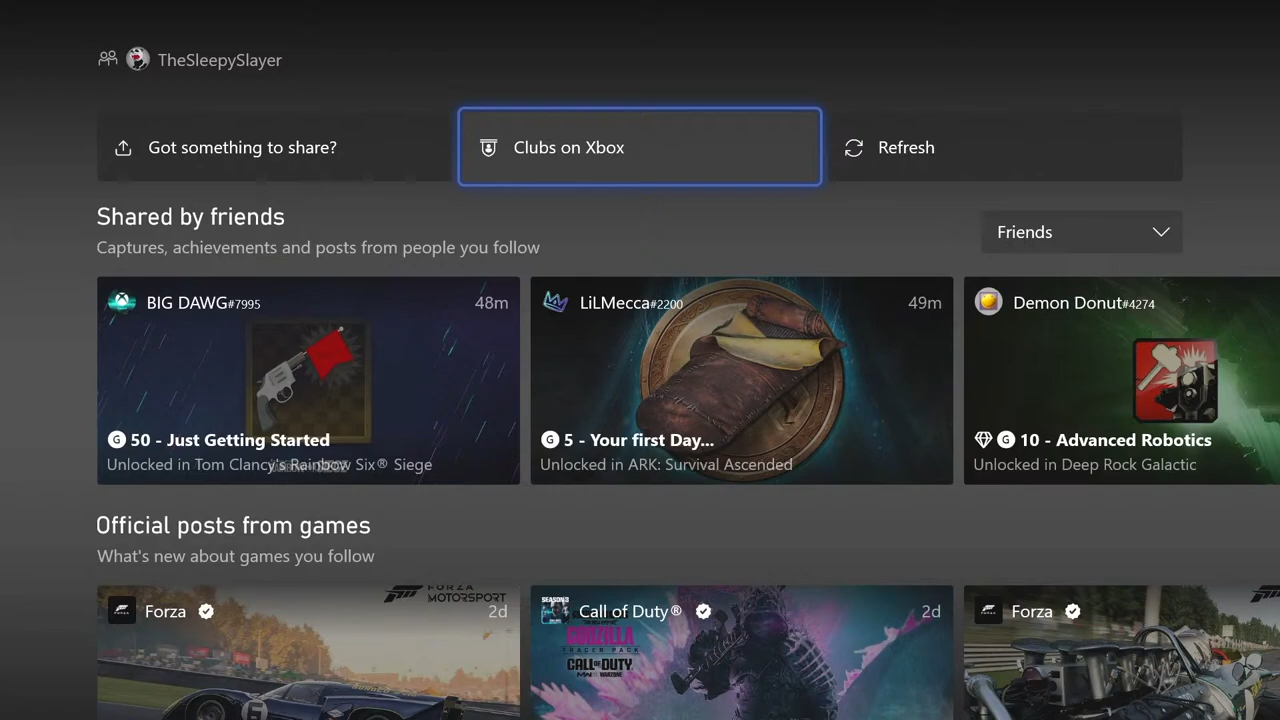 TheSleepySlayer
Got something to share?
Clubs on Xbox
Refresh
Shared by friends
Captures, achievements and posts from people you follow
Friends
BIG DAWG#7995
48m
50 - Just Getting Started
Unlocked in Tom Clancy's Rainbow Six® Siege
LiLMecca#2200
49m
5 - Your first Day...
Unlocked in ARK: Survival Ascended
Demon Donut#4274
10 - Advanced Robotics
Unlocked in Deep Rock Galactic
Official posts from games
What's new about games you follow
Forza
FORZA
MOTORSPORT
2d
SEASON 3
Call of Duty®
2d
GODZILLA
TRACER PACK
CALL OF DUTY
Forza